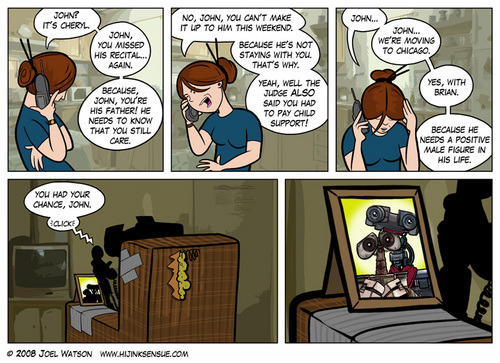 JOHN?
IT'S CHERYL.
JOHN,
YOU MISSED
HIS RECITAL...
AGAIN.
BECAUSE,
JOHN, YOU'RE
HIS FATHER! HE
NEEDS TO KNOW
THAT YOU STILL
CARE.
NO, JOHN, YOU CAN'T MAKE
IT UP TO HIM THIS WEEKEND.
BECAUSE HE'S NOT
STAYING WITH YOU.
THAT'S WHY.
YEAH, WELL THE
JUDGE ALSO
SAID YOU HAD
TO PAY CHILD
SUPPORT!
JOHN...
JOHN...
WE'RE MOVING
TO CHICAGO.
YES, WITH
BRIAN.
BECAUSE HE
NEEDS A POSITIVE
MALE FIGURE IN
HIS LIFE.
YOU HAD YOUR
CHANCE, JOHN.
>CLICK<
© 2008 JOEL WATSON WWW.HIJINKSENSUE.COM